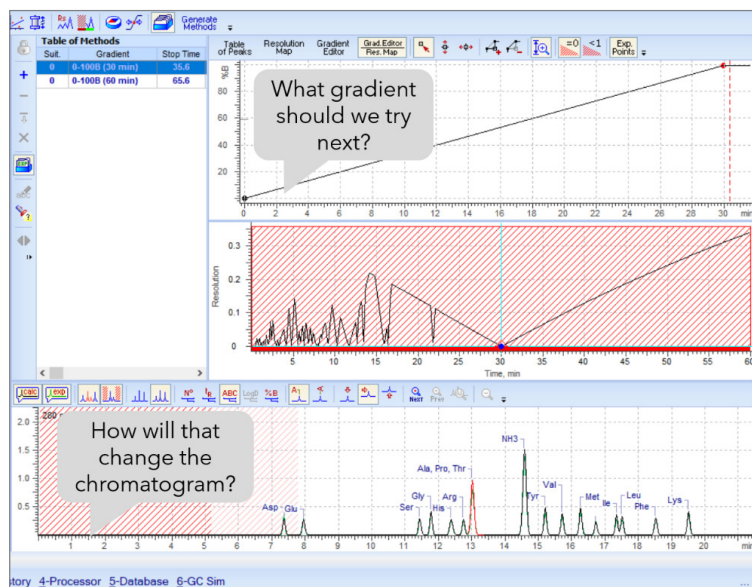 Generate
Methods
Table of Methods
Suit. Gradient Stop Time
0 0-100B (30 min) 35.6
0 0-100B (60 min) 65.6
Table of Peaks
Resolution Map
Gradient Editor
Grad.Editor
Res. Map
=0 <1
Exp. Points
%B
80
60
40
20
What gradient
should we try
next?
0 2 4 6 8 10 12 14 16 18 20 22 24 26 28 30 min
Resolution
0.3
0.2
0.1
0
5 10 15 20 25 30 35 40 45 50 55 60
Time, min
calc exp Nº tR ABC LogD %B Next Prev
280
2.0
1.5
1.0
0.5
How will that
change the
chromatogram?
Asp Glu Ser Gly His Arg Ala, Pro, Thr NH3 Tyr Val Met Ile Leu Phe Lys
1 2 3 4 5 6 7 8 9 10 11 12 13 14 15 16 17 18 19 20 min
story 4-Processor 5-Database 6-GC Sim